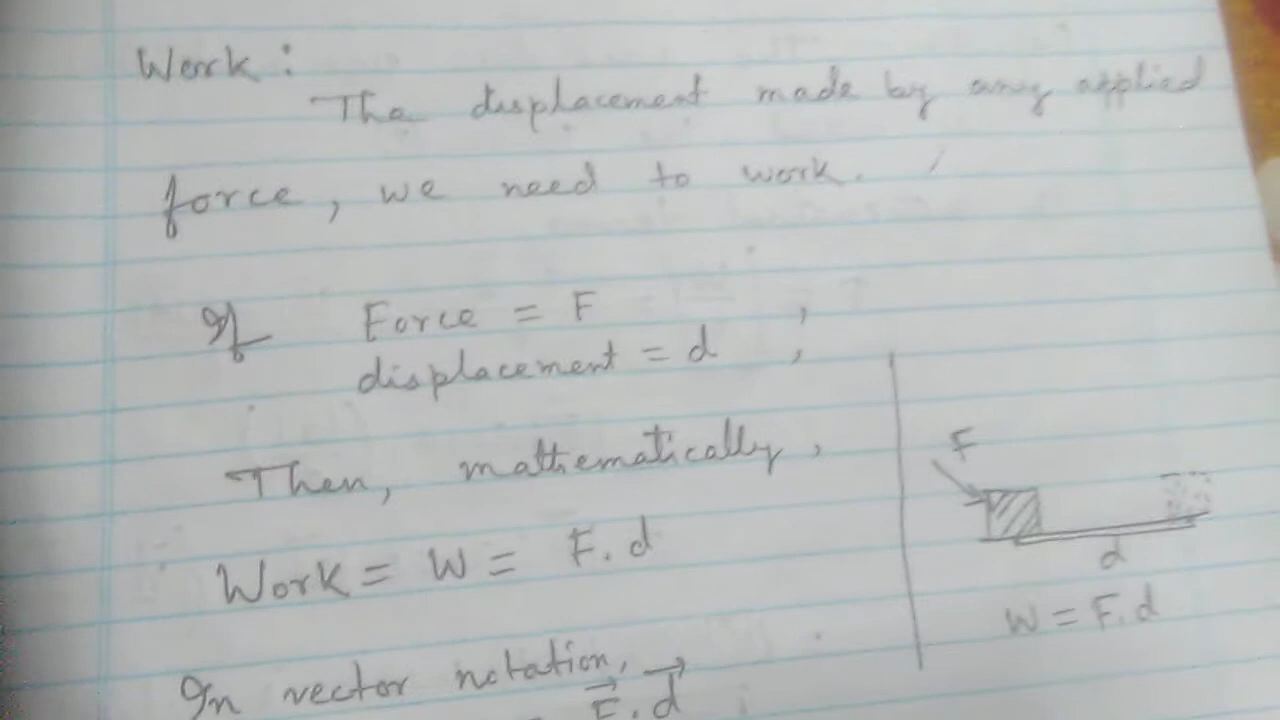 Work:
The displacement made by any applied
force, we need to work.
If Force = F ,
displacement = d ,
Then, mathematically,
Work = W = F.d
F
d
W = F.d
In vector notation,
F⃗.d⃗